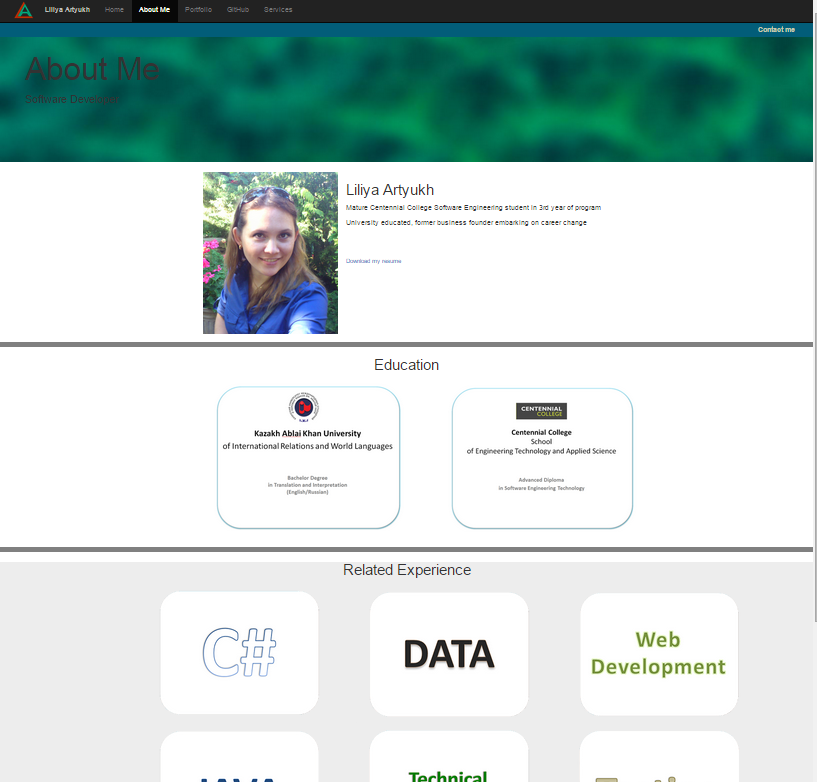 Liliya Artyukh Home About Me Portfolio GitHub Services
Contact me
About Me
Software Developer
Liliya Artyukh
Mature Centennial College Software Engineering student in 3rd year of program
University educated, former business founder embarking on career change
Download my resume
Education
Kazakh Ablai Khan University
of International Relations and World Languages
Bachelor Degree
in Translation and Interpretation
(English/Russian)
CENTENNIAL
COLLEGE
Centennial College
School
of Engineering Technology and Applied Science
Advanced Diploma
in Software Engineering Technology
Related Experience
C#
DATA
Web
Development
JAVA
Technical